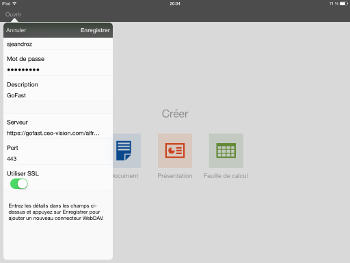 iPad
20:34
11 %
Ouvrir
Annuler
Enregistrer
sjeandroz
Mot de passe
•••••••••
Description
GoFast
Serveur
https://gofast.ceo-vision.com/alfr...
Port
443
Utiliser SSL
Entrez les détails dans les champs ci-
dessus et appuyez sur Enregistrer pour
ajouter un nouveau connecteur WebDAV.
Créer
Document
Présentation
Feuille de calcul